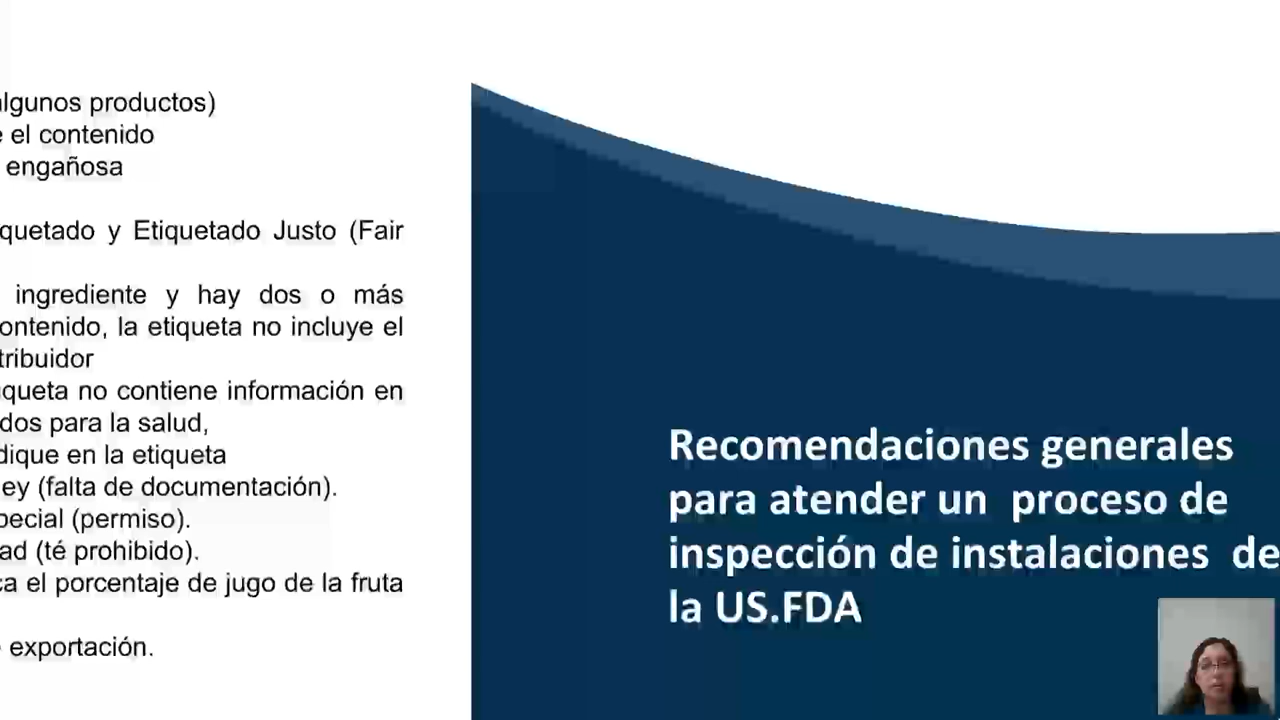 algunos productos)
el contenido
engañosa
quetado y Etiquetado Justo (Fair
ingrediente y hay dos o más
ontenido, la etiqueta no incluye el
tribuidor
queta no contiene información en
dos para la salud,
dique en la etiqueta
ey (falta de documentación).
pecial (permiso).
ad (té prohibido).
ca el porcentaje de jugo de la fruta
exportación.
Recomendaciones generales
para atender un proceso de
inspección de instalaciones de
la US.FDA